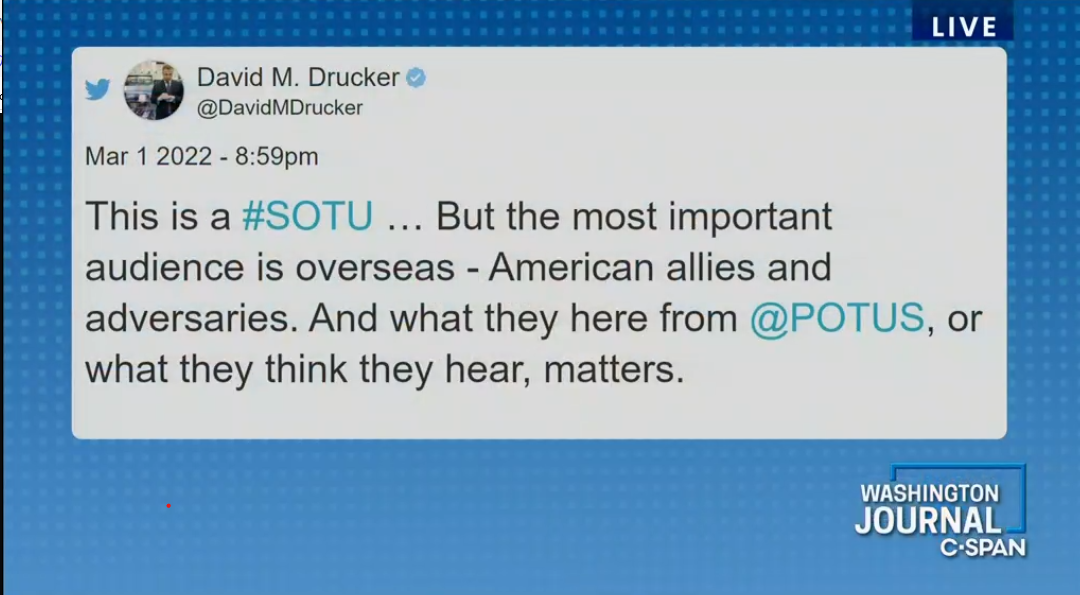 LIVE
David M. Drucker
@DavidMDrucker
Mar 1 2022 - 8:59pm
This is a #SOTU … But the most important
audience is overseas - American allies and
adversaries. And what they here from @POTUS, or
what they think they hear, matters.
WASHINGTON
JOURNAL
C-SPAN